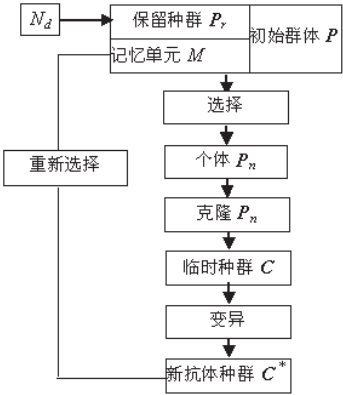 N_d
保留种群 P_r
初始群体 P
记忆单元 M
选择
重新选择
个体 P_n
克隆 P_n
临时种群 C
变异
新抗体种群 C*